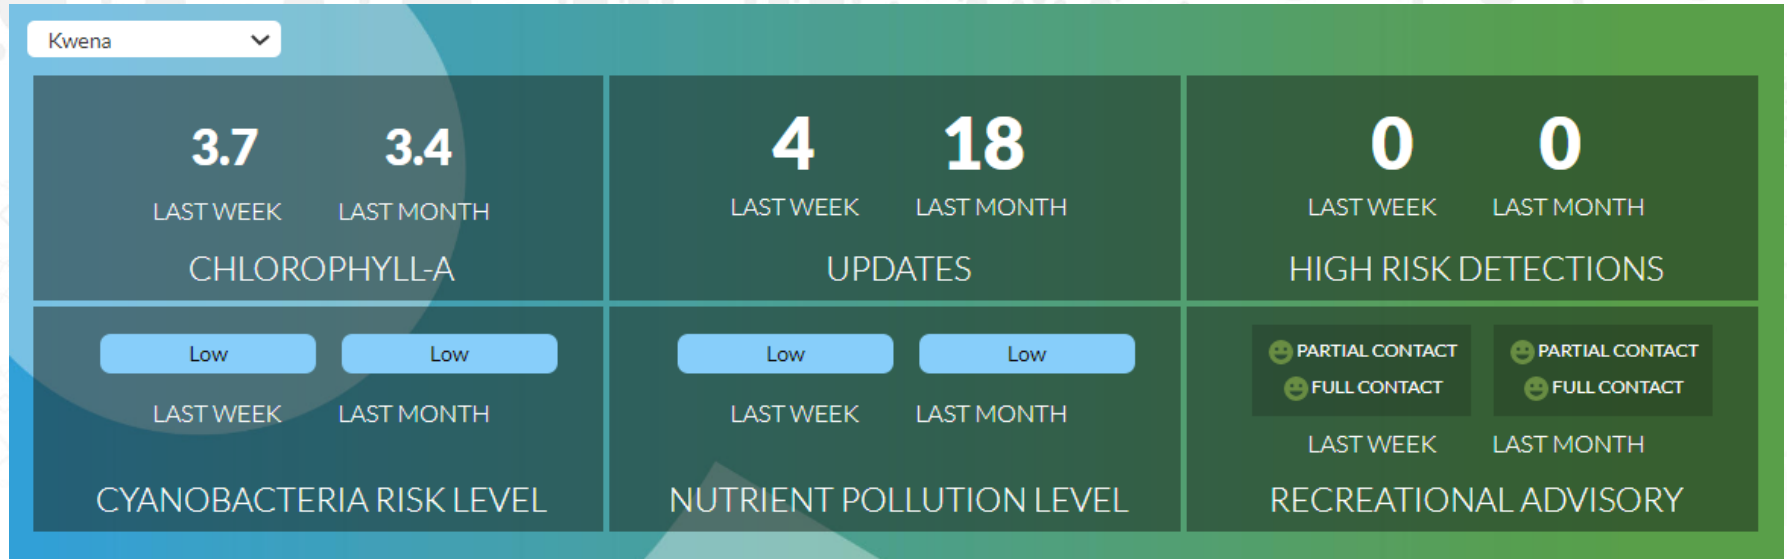 Kwena
3.7 3.4
LAST WEEK LAST MONTH
CHLOROPHYLL-A
4 18
LAST WEEK LAST MONTH
UPDATES
0 0
LAST WEEK LAST MONTH
HIGH RISK DETECTIONS
Low Low
LAST WEEK LAST MONTH
CYANOBACTERIA RISK LEVEL
Low Low
LAST WEEK LAST MONTH
NUTRIENT POLLUTION LEVEL
PARTIAL CONTACT PARTIAL CONTACT
FULL CONTACT FULL CONTACT
LAST WEEK LAST MONTH
RECREATIONAL ADVISORY